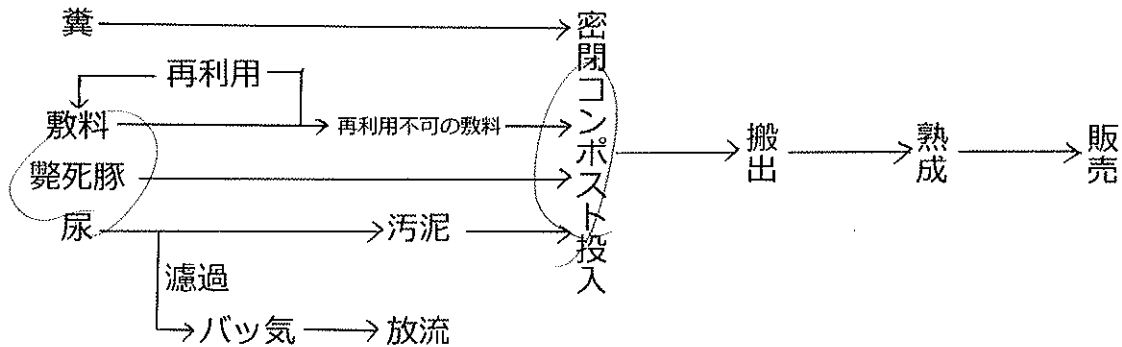 糞
密閉コンポスト投入
再利用
敷料
再利用不可の敷料
搬出
熟成
販売
斃死豚
尿
汚泥
濾過
バッ気
放流